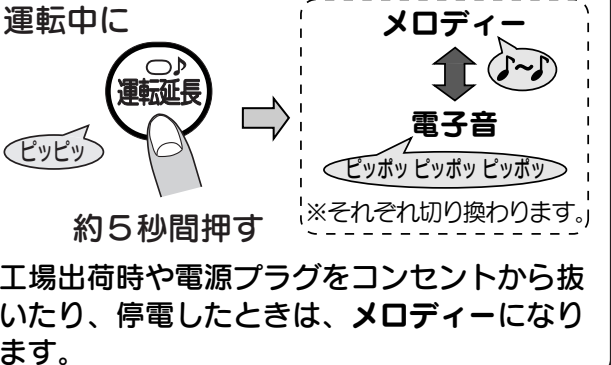 運転中に
♪
運転延長
ピッピッ
約5秒間押す
メロディー
♪〜♪
電子音
ピッポッ ピッポッ ピッポッ
※それぞれ切り換わります。
工場出荷時や電源プラグをコンセントから抜
いたり、停電したときは、メロディーになり
ます。